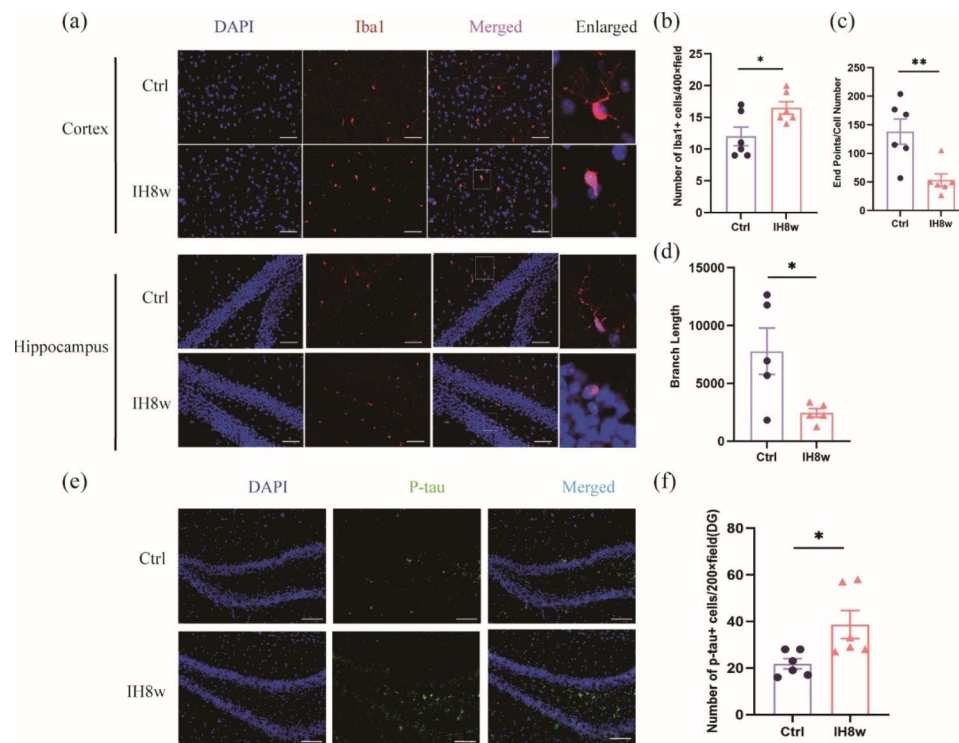 (a)
DAPI
Iba1
Merged
Enlarged
Cortex
Ctrl
IH8w
Hippocampus
Ctrl
IH8w
(b)
Number of Iba1+ cells/400×field
25
20
15
10
5
0
*
Ctrl
IH8w
(c)
End Points/Cell Number
250
200
150
100
50
0
**
Ctrl
IH8w
(d)
Branch Length
15000
10000
5000
0
*
Ctrl
IH8w
(e)
DAPI
P-tau
Merged
Ctrl
IH8w
(f)
Number of p-tau+ cells/200×field(DG)
80
60
40
20
0
*
Ctrl
IH8w